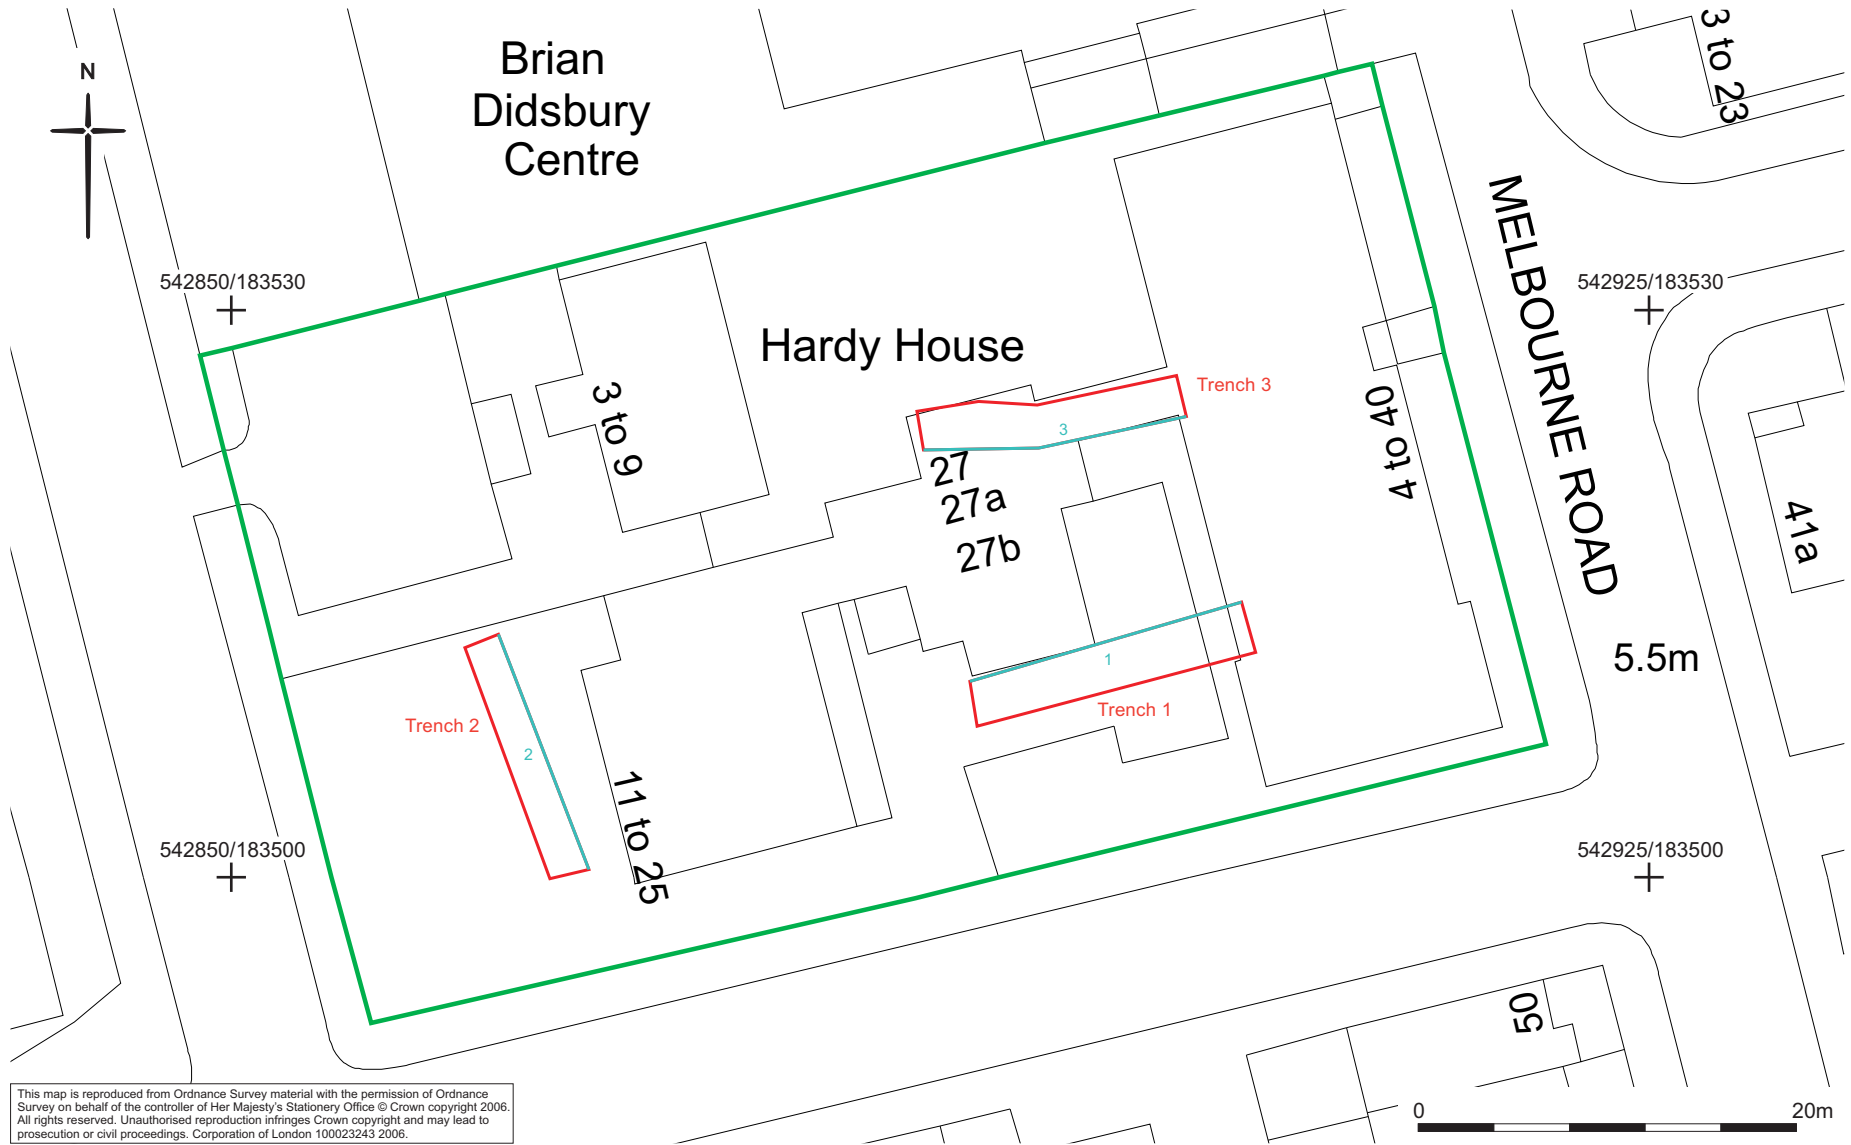 N
Brian
Didsbury
Centre
3 to 23
MELBOURNE ROAD
542850/183530
542925/183530
Hardy House
3 to 9
Trench 3
3
4 to 40
27
27a
27b
41a
1
Trench 1
5.5m
Trench 2
2
11 to 25
542850/183500
542925/183500
50
This map is reproduced from Ordnance Survey material with the permission of Ordnance
Survey on behalf of the controller of Her Majesty's Stationery Office © Crown copyright 2006.
All rights reserved. Unauthorised reproduction infringes Crown copyright and may lead to
prosecution or civil proceedings. Corporation of London 100023243 2006.
0 20m